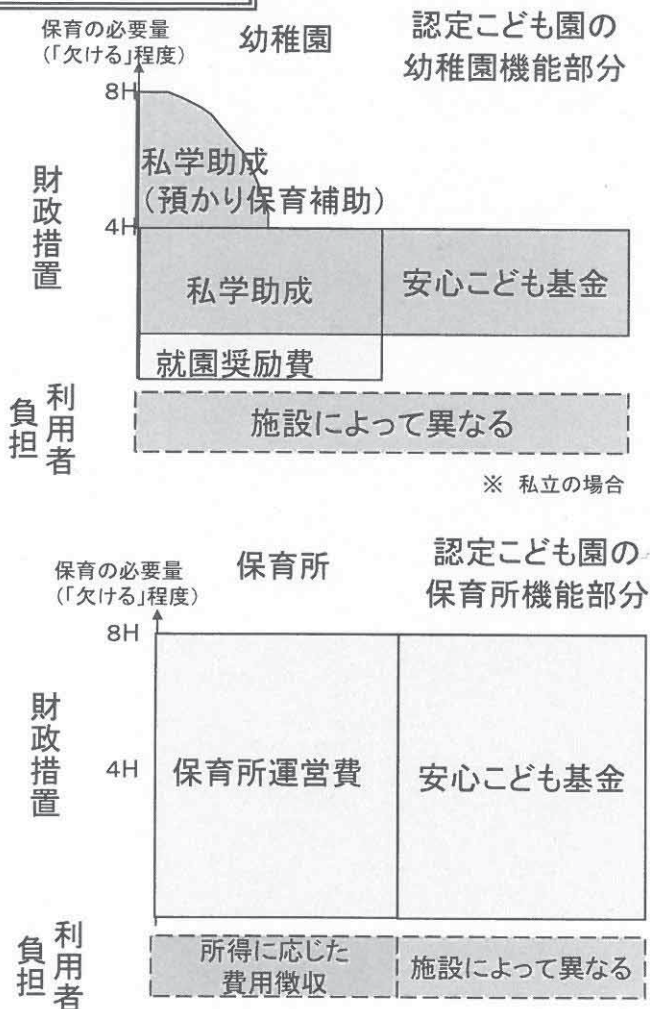 保育の必要量
(「欠ける」程度)
幼稚園
認定こども園の
幼稚園機能部分
8H
財政措置
私学助成
(預かり保育補助)
4H
私学助成
安心こども基金
就園奨励費
利用者
負担
施設によって異なる
※ 私立の場合
保育の必要量
(「欠ける」程度)
保育所
認定こども園の
保育所機能部分
8H
財政措置
4H
保育所運営費
安心こども基金
利用者
負担
所得に応じた
費用徴収
施設によって異なる